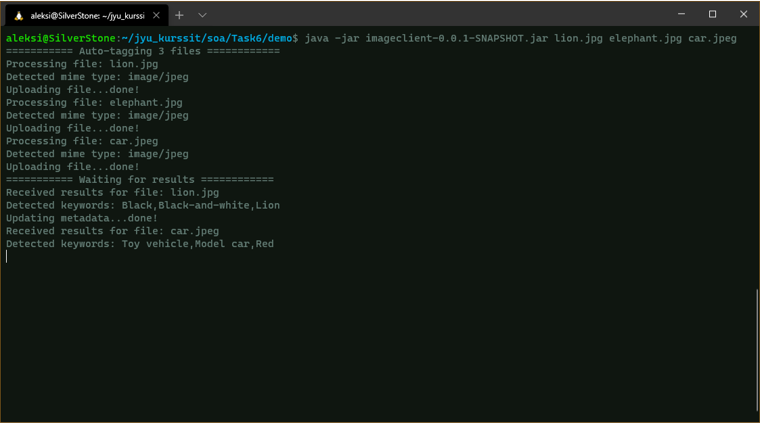 aleksi@SilverStone: ~/jyu_kurssi
aleksi@SilverStone:~/jyu_kurssit/soa/Task6/demo$ java -jar imageclient-0.0.1-SNAPSHOT.jar lion.jpg elephant.jpg car.jpeg
=========== Auto-tagging 3 files ============
Processing file: lion.jpg
Detected mime type: image/jpeg
Uploading file...done!
Processing file: elephant.jpg
Detected mime type: image/jpeg
Uploading file...done!
Processing file: car.jpeg
Detected mime type: image/jpeg
Uploading file...done!
=========== Waiting for results ============
Received results for file: lion.jpg
Detected keywords: Black,Black-and-white,Lion
Updating metadata...done!
Received results for file: car.jpeg
Detected keywords: Toy vehicle,Model car,Red